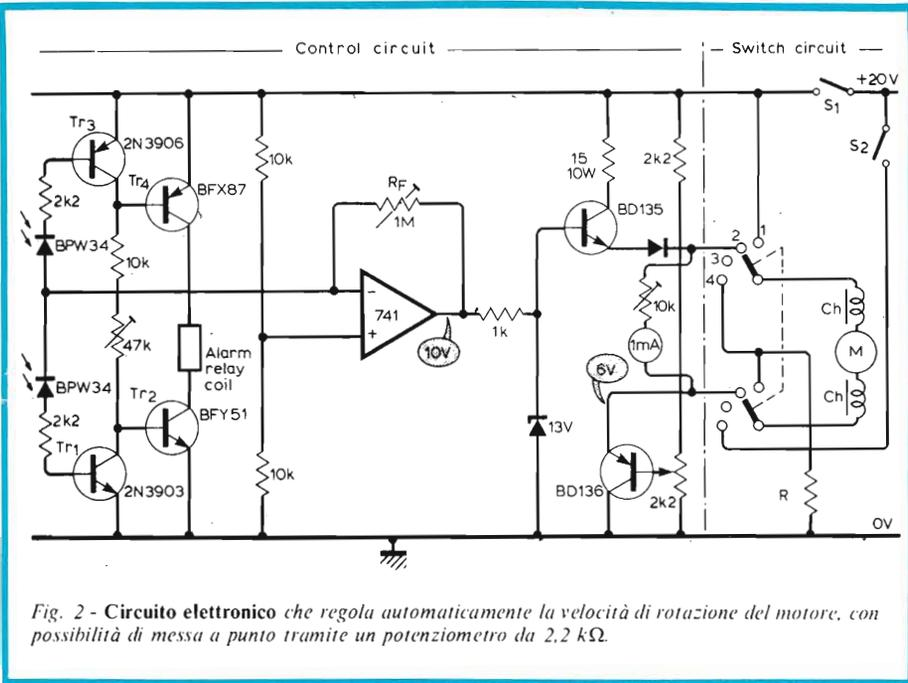 Control circuit
Switch circuit
+20V
S1
S2
Tr3
2N3906
2k2
Tr4
BFX87
BPW34
10k
47k
BPW34
2k2
Tr1
2N3903
Alarm
relay
coil
Tr2
BFY51
10k
10k
RF
1M
−
741
+
10V
1k
13V
15
10W
BD135
2k2
10k
1mA
6V
BD136
2k2
1
2
3
4
Ch
M
Ch
R
0V
Fig. 2 - Circuito elettronico che regola automaticamente la velocità di rotazione del motore, con
possibilità di messa a punto tramite un potenziometro da 2,2 kΩ.